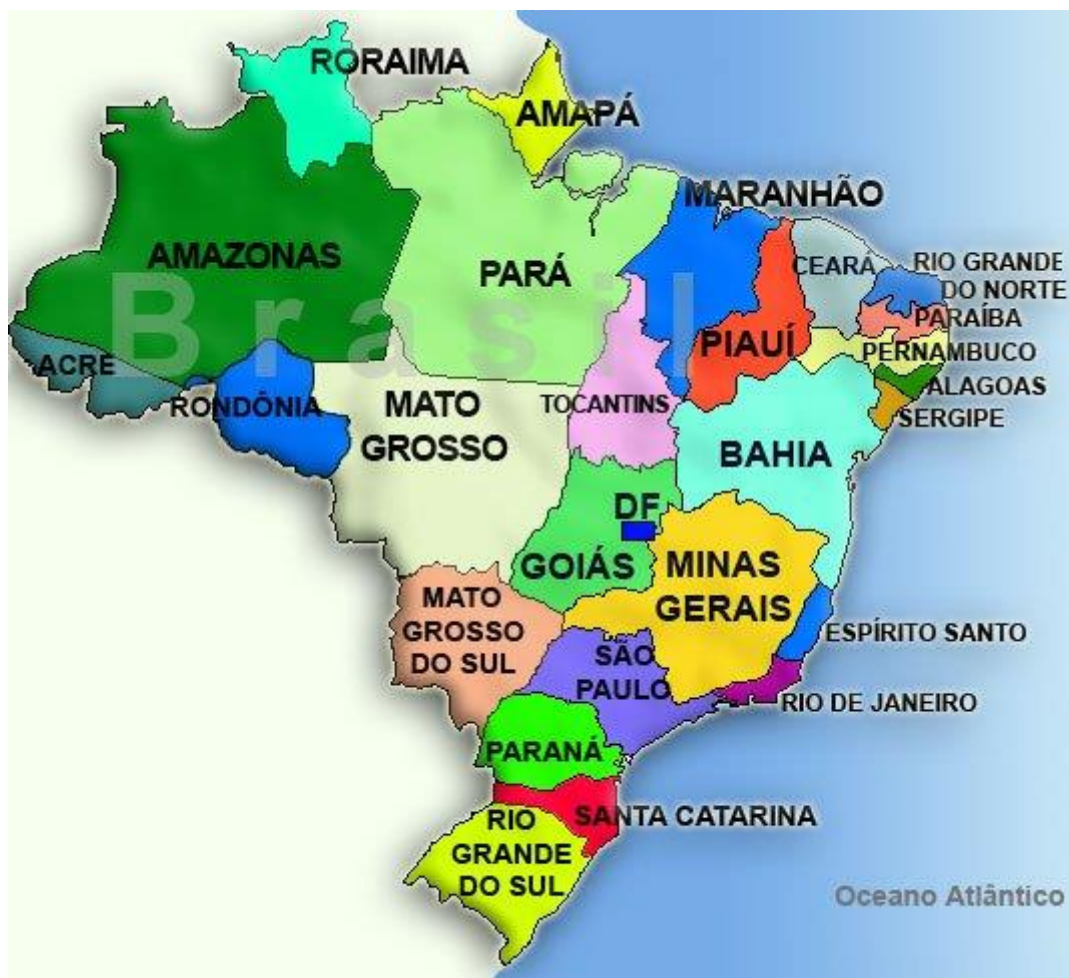 RORAIMA
AMAPÁ
MARANHÃO
AMAZONAS
PARÁ
CEARÁ
RIO GRANDE
DO NORTE
Brasil
PARAÍBA
PIAUÍ
PERNAMBUCO
ACRE
RONDÔNIA
MATO
GROSSO
TOCANTINS
ALAGOAS
SERGIPE
BAHIA
DF
GOIÁS
MINAS
GERAIS
MATO
GROSSO
DO SUL
ESPÍRITO SANTO
SÃO
PAULO
RIO DE JANEIRO
PARANÁ
SANTA CATARINA
RIO
GRANDE
DO SUL
Oceano Atlântico